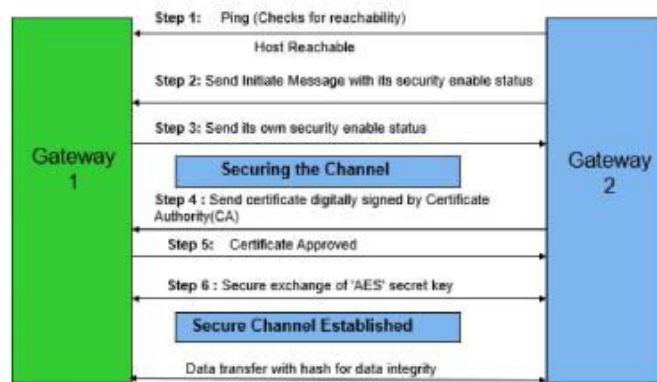 Step 1: Ping (Checks for reachability)
Host Reachable
Step 2: Send Initiate Message with its security enable status
Step 3: Send its own security enable status
Gateway
1
Securing the Channel
Gateway
2
Step 4 : Send certificate digitally signed by Certificate
Authority(CA)
Step 5: Certificate Approved
Step 6 : Secure exchange of 'AES' secret key
Secure Channel Established
Data transfer with hash for data integrity